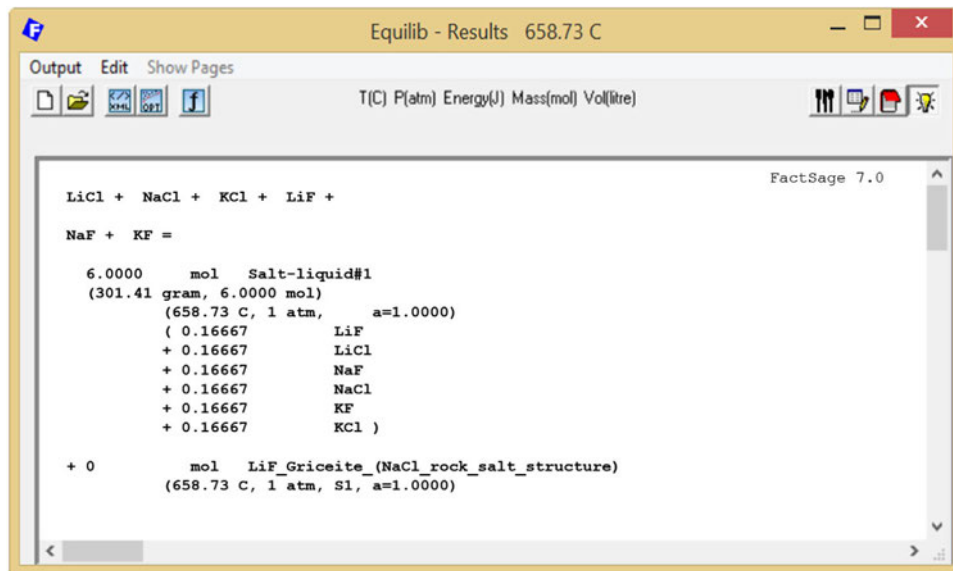 Equilib - Results 658.73 C
Output Edit Show Pages
T(C) P(atm) Energy(J) Mass(mol) Vol(litre)
FactSage 7.0
LiCl + NaCl + KCl + LiF +
NaF + KF =
6.0000 mol Salt-liquid#1
(301.41 gram, 6.0000 mol)
(658.73 C, 1 atm, a=1.0000)
( 0.16667 LiF
+ 0.16667 LiCl
+ 0.16667 NaF
+ 0.16667 NaCl
+ 0.16667 KF
+ 0.16667 KCl )
+ 0 mol LiF_Griceite_(NaCl_rock_salt_structure)
(658.73 C, 1 atm, S1, a=1.0000)